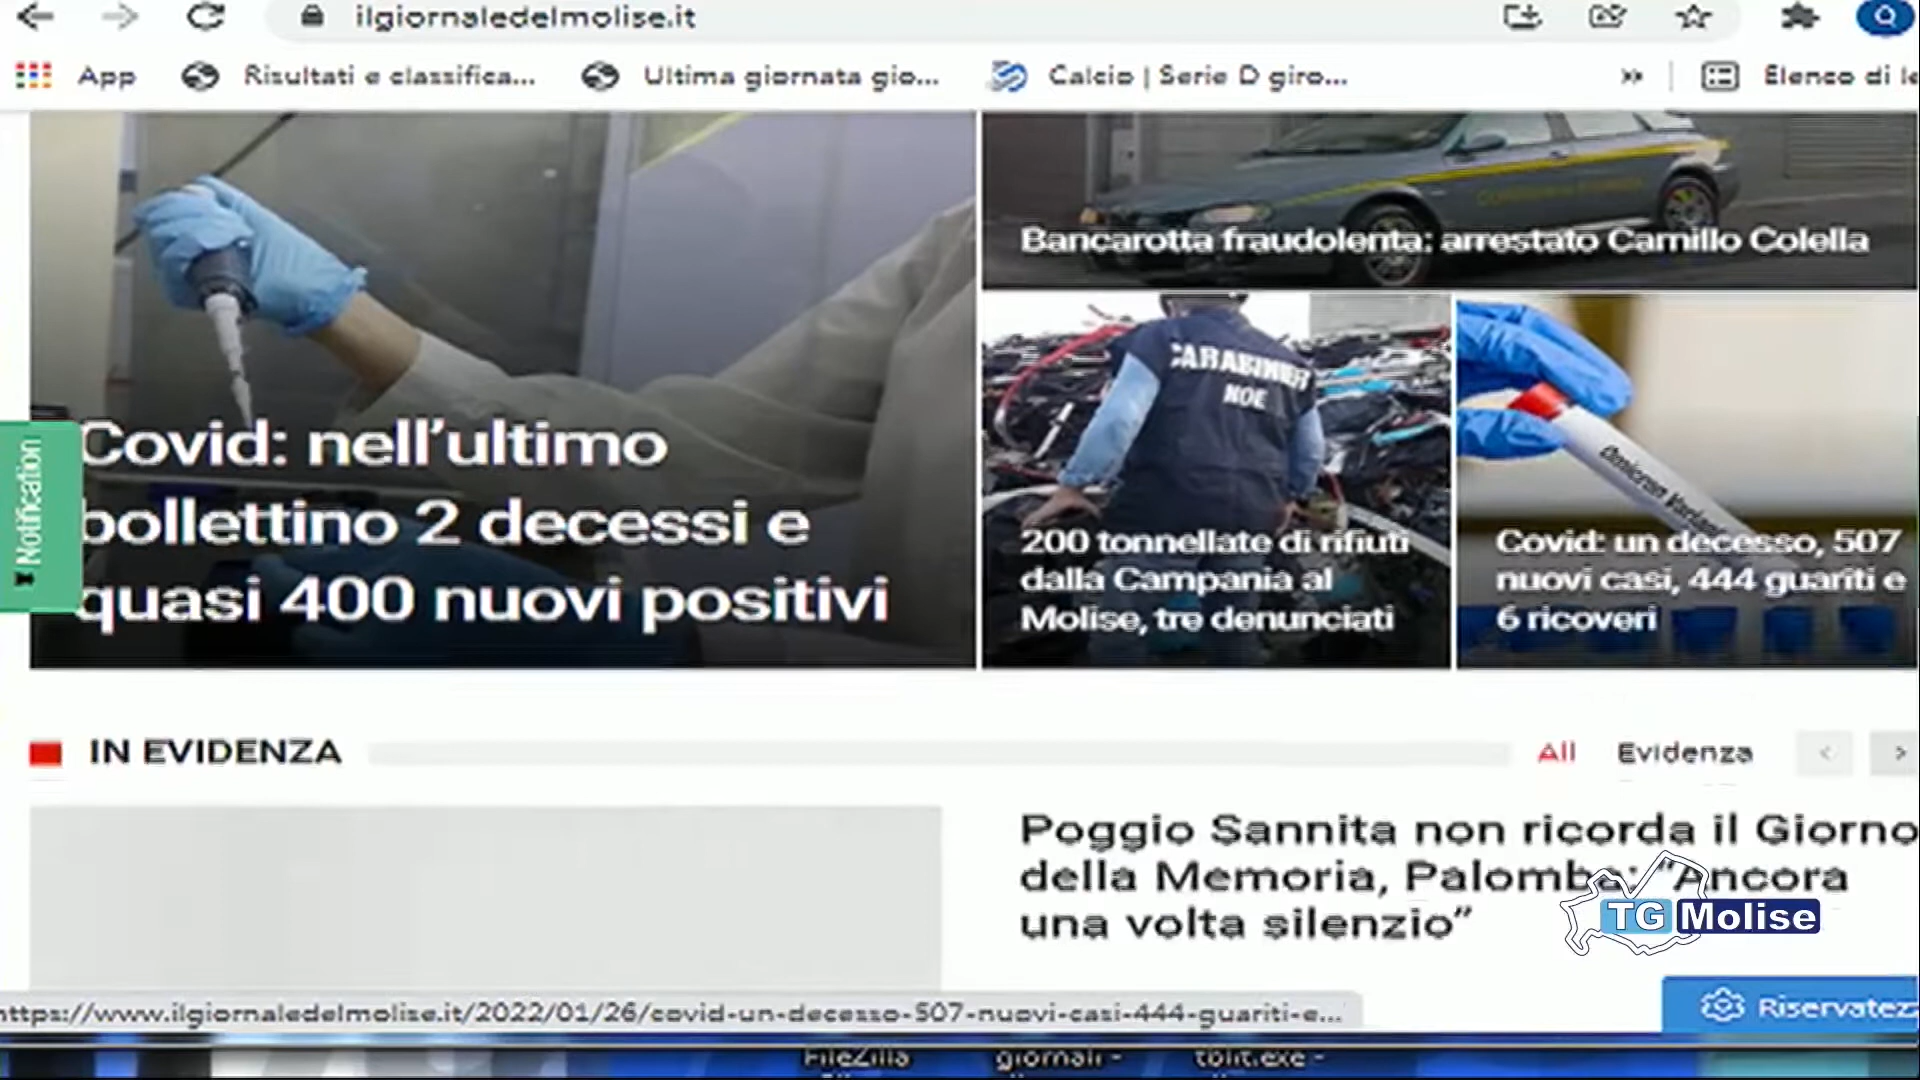 ilgiornaledelmolise.it
App
Risultati e classifica...
Ultima giornata gio...
Calcio | Serie D giro...
»
Elenco di le
Bancarotta fraudolenta: arrestato Camillo Colella
CARABINIERI
NOE
Omicron Variant
Covid: nell'ultimo
bollettino 2 decessi e
quasi 400 nuovi positivi
200 tonnellate di rifiuti
dalla Campania al
Molise, tre denunciati
Covid: un decesso, 507
nuovi casi, 444 guariti e
6 ricoveri
Notification
IN EVIDENZA
All
Evidenza
<
>
Poggio Sannita non ricorda il Giorno
della Memoria, Palomba: "Ancora
una volta silenzio"
TG Molise
https://www.ilgiornaledelmolise.it/2022/01/26/covid-un-decesso-507-nuovi-casi-444-guariti-e...
Riservatezz
FileZilla
giornali -
tblit.exe -